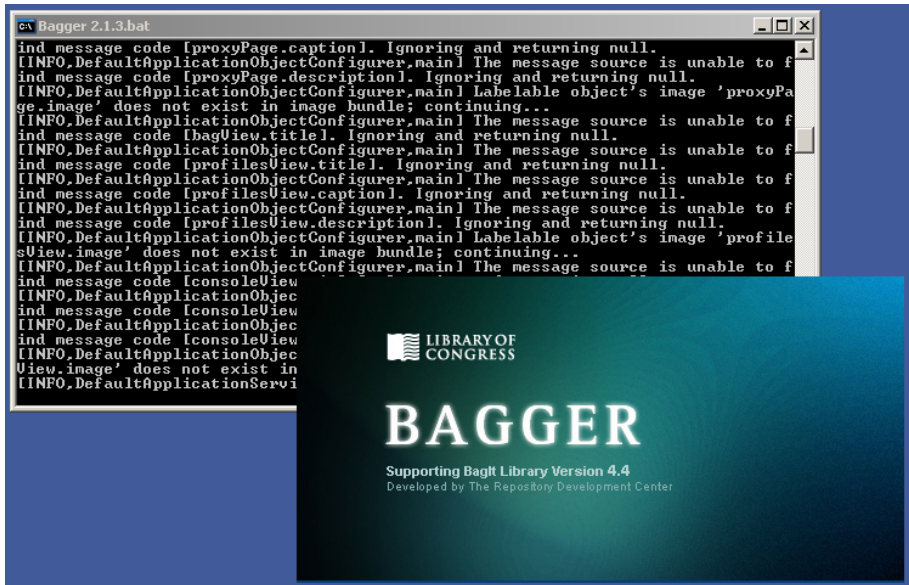 Bagger 2.1.3.bat
ind message code [proxyPage.caption]. Ignoring and returning null.
[INFO,DefaultApplicationObjectConfigurer,main] The message source is unable to f
ind message code [proxyPage.description]. Ignoring and returning null.
[INFO,DefaultApplicationObjectConfigurer,main] Labelable object's image 'proxyPa
ge.image' does not exist in image bundle; continuing...
[INFO,DefaultApplicationObjectConfigurer,main] The message source is unable to f
ind message code [bagView.title]. Ignoring and returning null.
[INFO,DefaultApplicationObjectConfigurer,main] The message source is unable to f
ind message code [profilesView.title]. Ignoring and returning null.
[INFO,DefaultApplicationObjectConfigurer,main] The message source is unable to f
ind message code [profilesView.caption]. Ignoring and returning null.
[INFO,DefaultApplicationObjectConfigurer,main] The message source is unable to f
ind message code [profilesView.description]. Ignoring and returning null.
[INFO,DefaultApplicationObjectConfigurer,main] Labelable object's image 'profile
sView.image' does not exist in image bundle; continuing...
[INFO,DefaultApplicationObjectConfigurer,main] The message source is unable to f
ind message code [consoleView
[INFO,DefaultApplicationObjec
ind message code [consoleView
[INFO,DefaultApplicationObjec
ind message code [consoleView
[INFO,DefaultApplicationObjec
View.image' does not exist in
[INFO,DefaultApplicationServi
LIBRARY OF
CONGRESS
BAGGER
Supporting BagIt Library Version 4.4
Developed by The Repository Development Center